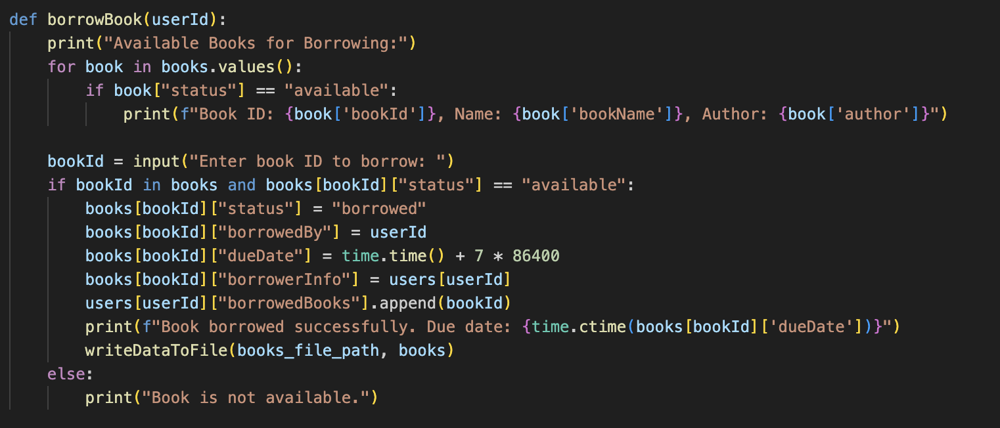 def borrowBook(userId):
    print("Available Books for Borrowing:")
    for book in books.values():
        if book["status"] == "available":
            print(f"Book ID: {book['bookId']}, Name: {book['bookName']}, Author: {book['author']}")

    bookId = input("Enter book ID to borrow: ")
    if bookId in books and books[bookId]["status"] == "available":
        books[bookId]["status"] = "borrowed"
        books[bookId]["borrowedBy"] = userId
        books[bookId]["dueDate"] = time.time() + 7 * 86400
        books[bookId]["borrowerInfo"] = users[userId]
        users[userId]["borrowedBooks"].append(bookId)
        print(f"Book borrowed successfully. Due date: {time.ctime(books[bookId]['dueDate'])}")
        writeDataToFile(books_file_path, books)
    else:
        print("Book is not available.")